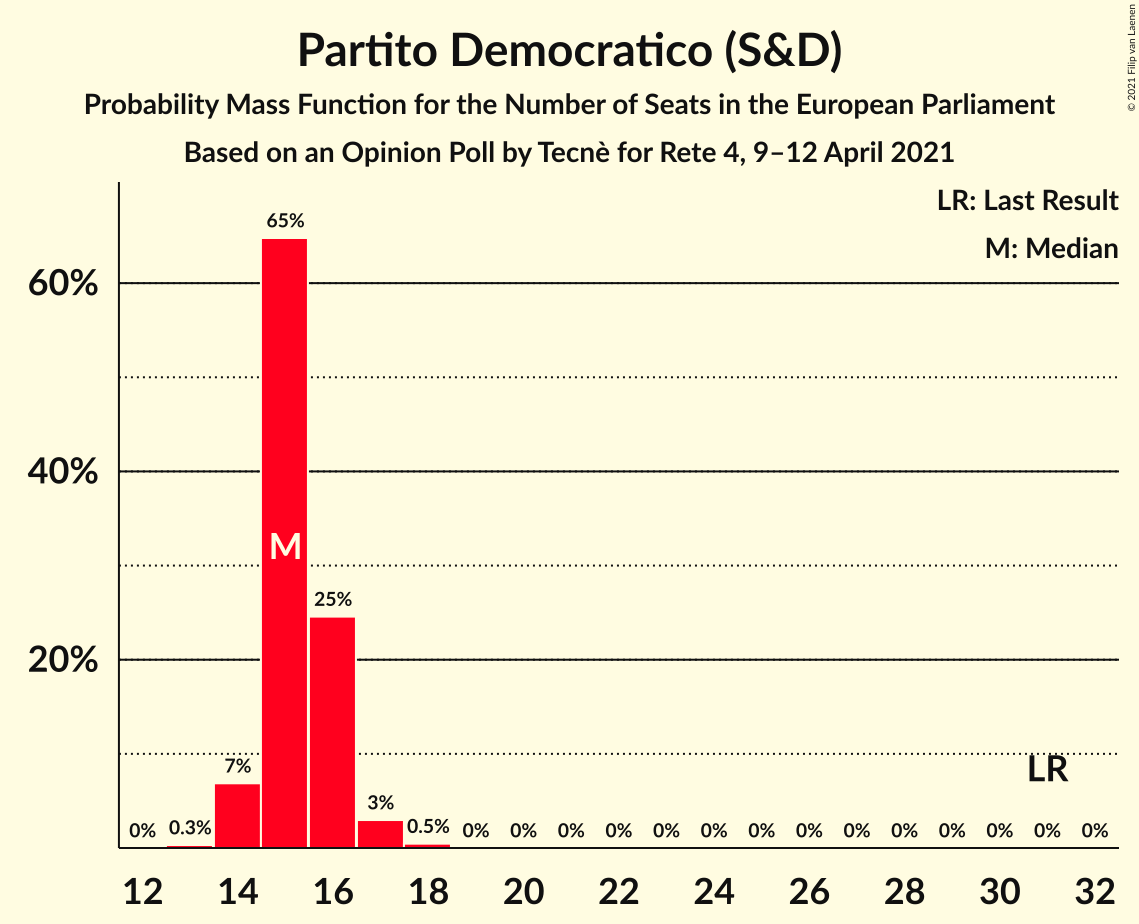 Partito Democratico (S&D)
Probability Mass Function for the Number of Seats in the European Parliament
Based on an Opinion Poll by Tecnè for Rete 4, 9–12 April 2021
© 2021 Filip van Laenen
LR: Last Result
M: Median
60%
40%
20%
65%
M
25%
7%
3%
LR
0% 0.3% 0.5% 0% 0% 0% 0% 0% 0% 0% 0% 0% 0% 0% 0% 0% 0%
12 14 16 18 20 22 24 26 28 30 32